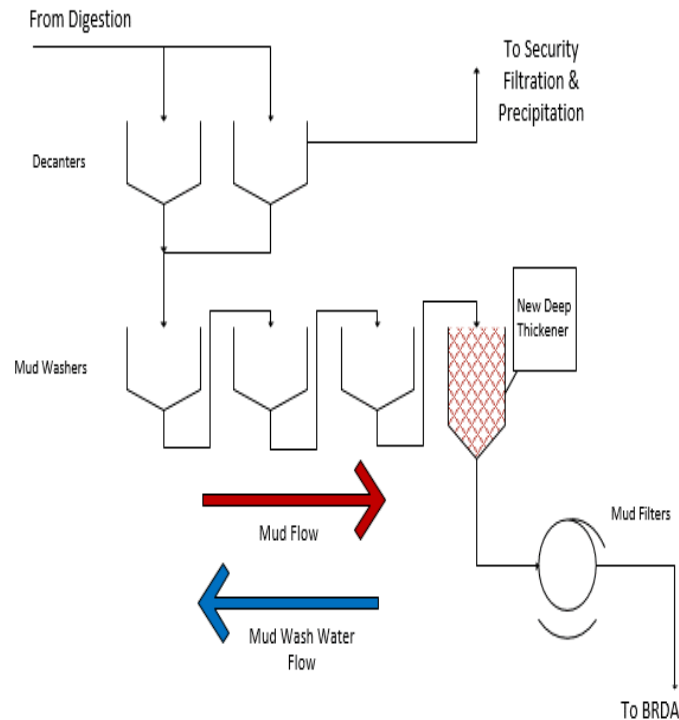 From Digestion
To Security
Filtration &
Precipitation
Decanters
New Deep
Thickener
Mud Washers
Mud Flow
Mud Filters
Mud Wash Water
Flow
To BRDA